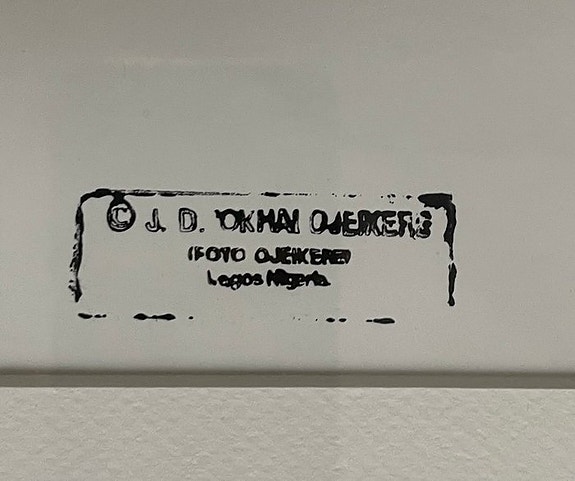 © J. D. 'OKHAI OJEIKERE
(FOTO OJEIKERE)
Lagos Nigeria